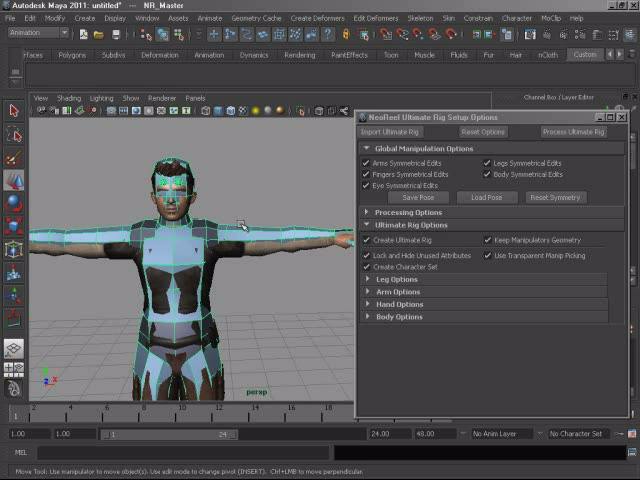 Autodesk Maya 2011: untitled* --- NR_Master
File Edit Modify Create Display Window Assets Animate Geometry Cache Create Deformers Edit Deformers Skeleton Skin Constrain Character MoCap Help
Animation
rfaces Polygons Subdivs Deformation Animation Dynamics Rendering PaintEffects Toon Muscle Fluids Fur Hair nCloth Custom
View Shading Lighting Show Renderer Panels
Channel Box / Layer Editor
NeoReel Ultimate Rig Setup Options
Import Ultimate Rig Reset Options Process Ultimate Rig
Global Manipulation Options
Arms Symmetrical Edits Legs Symmetrical Edits
Fingers Symmetrical Edits Body Symmetrical Edits
Eye Symmetrical Edits
Save Pose Load Pose Reset Symmetry
Processing Options
Ultimate Rig Options
Create Ultimate Rig Keep Manipulators Geometry
Lock and Hide Unused Attributes Use Transparent Manip Picking
Create Character Set
Leg Options
Arm Options
Hand Options
Body Options
persp
2 4 6 8 10 12 14 16 18
1
1.00 1.00 1 24 24.00 48.00 No Anim Layer No Character Set
MEL
Move Tool: Use manipulator to move object(s). Use edit mode to change pivot (INSERT). Ctrl+LMB to move perpendicular.